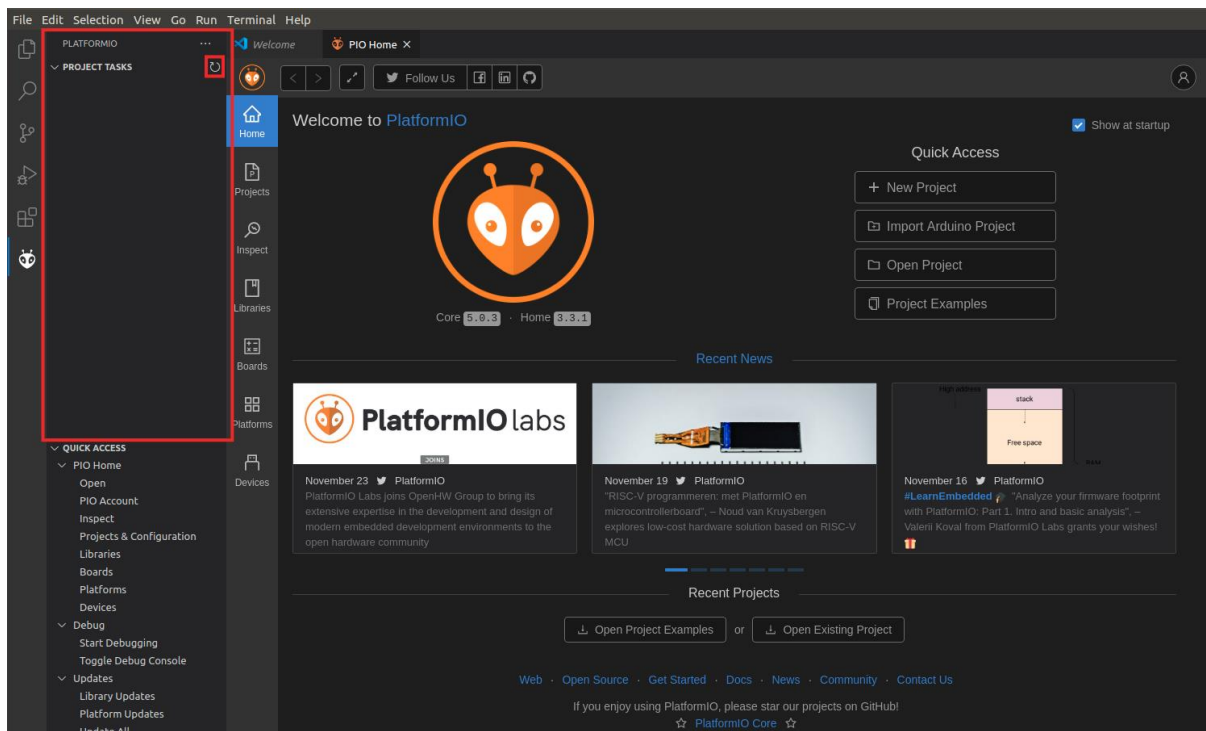 File Edit Selection View Go Run Terminal Help
PLATFORMIO ...
PROJECT TASKS
QUICK ACCESS
PIO Home
Open
PIO Account
Inspect
Projects & Configuration
Libraries
Boards
Platforms
Devices
Debug
Start Debugging
Toggle Debug Console
Updates
Library Updates
Platform Updates
Update All
Welcome PIO Home ×
Follow Us
Home
Projects
Inspect
Libraries
Boards
Platforms
Devices
Welcome to PlatformIO
Show at startup
Core 5.0.3 · Home 3.3.1
Quick Access
+ New Project
Import Arduino Project
Open Project
Project Examples
Recent News
PlatformIO labs
JOINS
November 23 PlatformIO
PlatformIO Labs joins OpenHW Group to bring its
extensive expertise in the development and design of
modern embedded development environments to the
open hardware community
November 19 PlatformIO
"RISC-V programmeren: met PlatformIO en
microcontrollerboard", – Noud van Kruysbergen
explores low-cost hardware solution based on RISC-V
MCU
High address
stack
Free space
November 16 PlatformIO
#LearnEmbedded "Analyze your firmware footprint
with PlatformIO: Part 1. Intro and basic analysis", –
Valerii Koval from PlatformIO Labs grants your wishes!
Recent Projects
Open Project Examples or Open Existing Project
Web · Open Source · Get Started · Docs · News · Community · Contact Us
If you enjoy using PlatformIO, please star our projects on GitHub!
☆ PlatformIO Core ☆